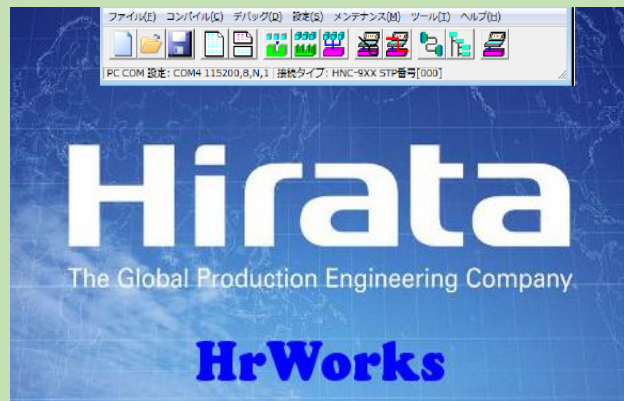 ファイル(F) コンパイル(C) デバッグ(D) 設定(S) メンテナンス(M) ツール(T) ヘルプ(H)
PC COM 設定: COM4 115200,8,N,1 接続タイプ: HNC-9XX STP番号[000]
Hirata
The Global Production Engineering Company
HrWorks